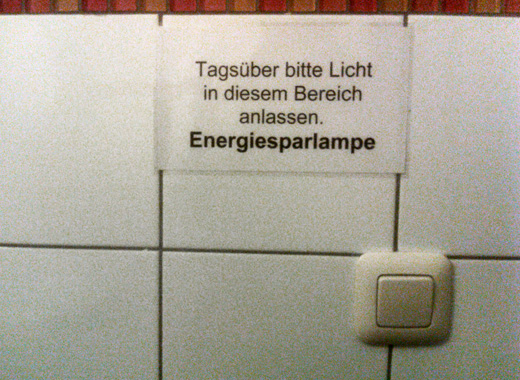 Tagsüber bitte Licht
in diesem Bereich
anlassen.
Energiesparlampe